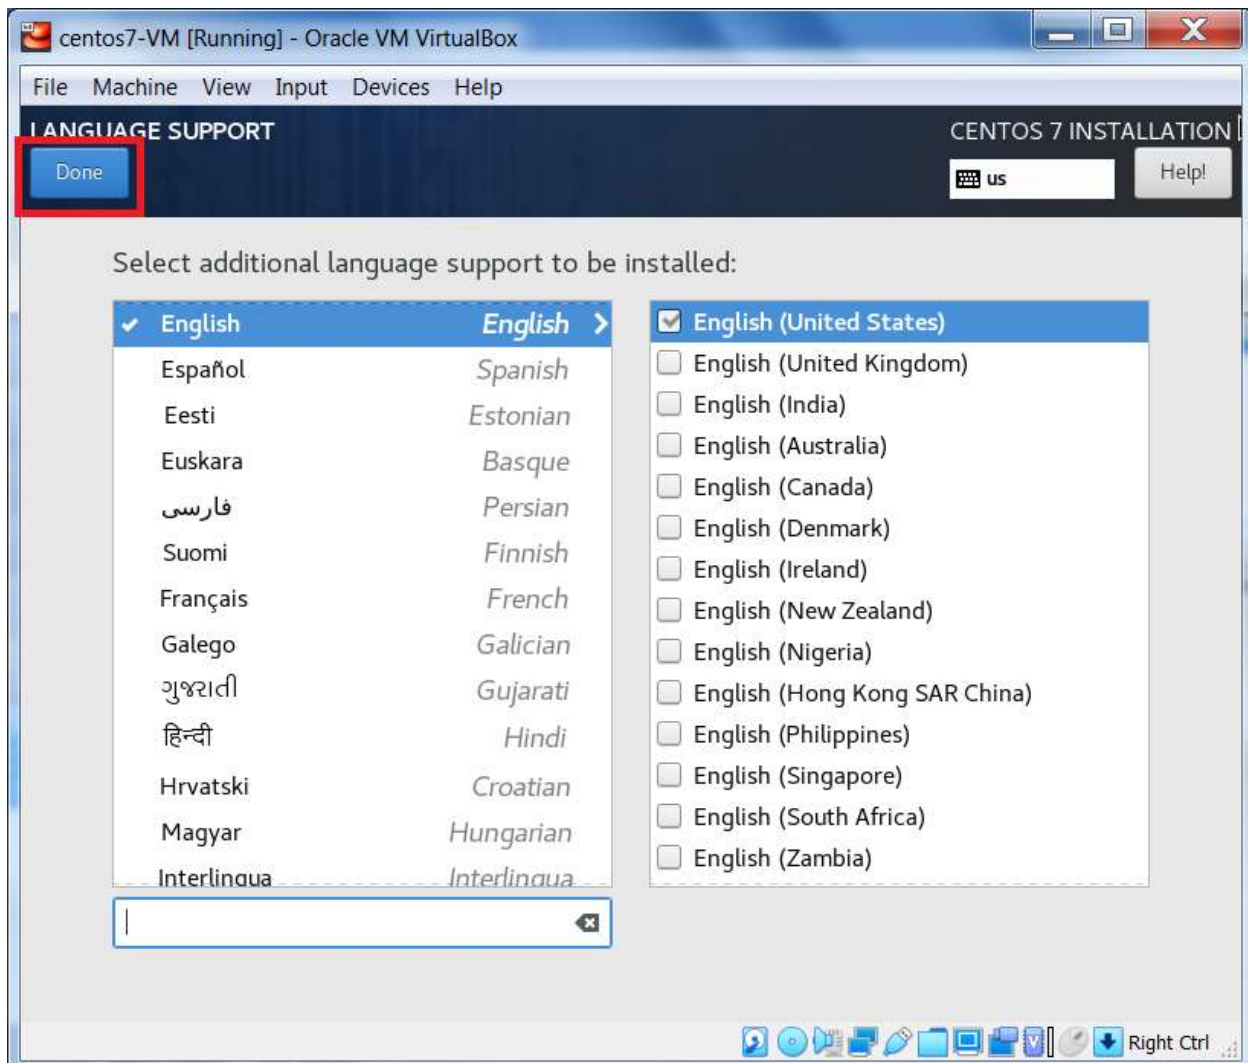 centos7-VM [Running] - Oracle VM VirtualBox
File Machine View Input Devices Help
LANGUAGE SUPPORT
CENTOS 7 INSTALLATION
Done
us
Help!
Select additional language support to be installed:
English English
Español Spanish
Eesti Estonian
Euskara Basque
فارسی Persian
Suomi Finnish
Français French
Galego Galician
ગુજરાતી Gujarati
हिन्दी Hindi
Hrvatski Croatian
Magyar Hungarian
Interlingua Interlingua
English (United States)
English (United Kingdom)
English (India)
English (Australia)
English (Canada)
English (Denmark)
English (Ireland)
English (New Zealand)
English (Nigeria)
English (Hong Kong SAR China)
English (Philippines)
English (Singapore)
English (South Africa)
English (Zambia)
Right Ctrl